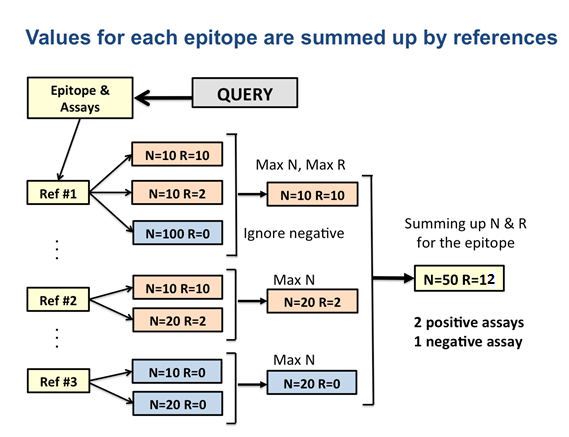 Values for each epitope are summed up by references
Epitope &
Assays
QUERY
Ref #1
N=10 R=10
N=10 R=2
N=100 R=0
Max N, Max R
N=10 R=10
Ignore negative
Ref #2
N=10 R=10
N=20 R=2
Max N
N=20 R=2
Ref #3
N=10 R=0
N=20 R=0
Max N
N=20 R=0
Summing up N & R
for the epitope
N=50 R=12
2 positive assays
1 negative assay